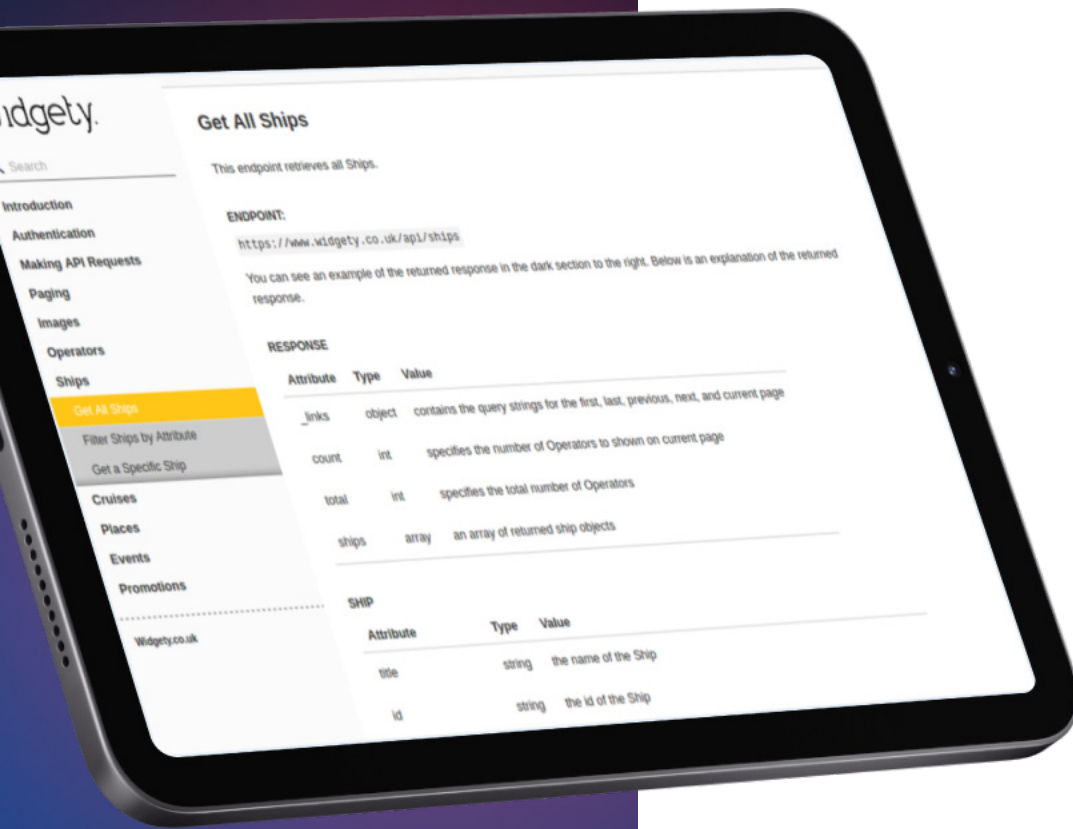 idgety.
Search
Introduction
Authentication
Making API Requests
Paging
Images
Operators
Ships
Get All Ships
Filter Ships by Attribute
Get a Specific Ship
Cruises
Places
Events
Promotions
Widgety.co.uk
Get All Ships
This endpoint retrieves all Ships.
ENDPOINT:
https://www.widgety.co.uk/api/ships
You can see an example of the returned response in the dark section to the right. Below is an explanation of the returned
response.
RESPONSE
Attribute Type Value
_links object contains the query strings for the first, last, previous, next, and current page
count int specifies the number of Operators to shown on current page
total int specifies the total number of Operators
ships array an array of returned ship objects
SHIP
Attribute Type Value
title string the name of the Ship
id string the id of the Ship